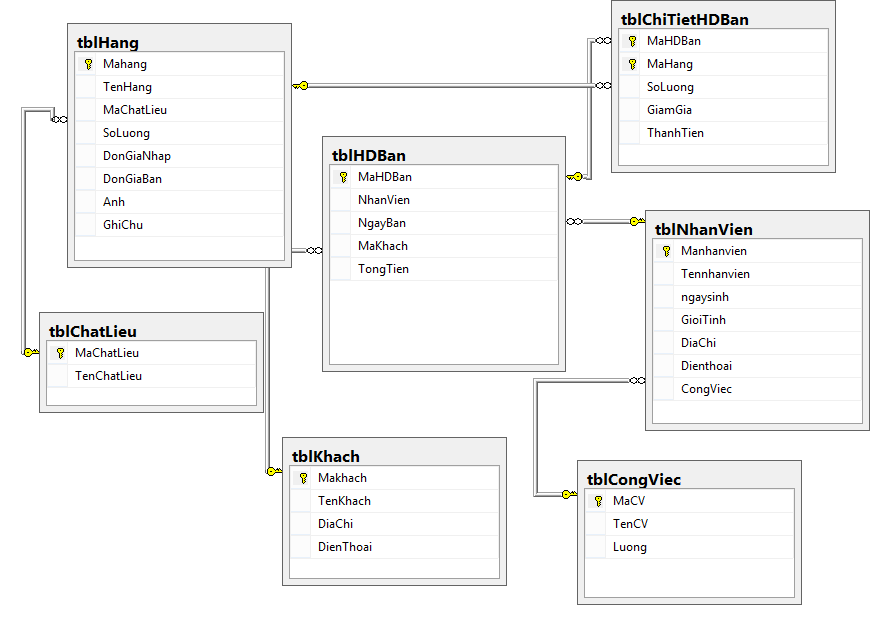 tblHang
Mahang
TenHang
MaChatLieu
SoLuong
DonGiaNhap
DonGiaBan
Anh
GhiChu
tblChiTietHDBan
MaHDBan
MaHang
SoLuong
GiamGia
ThanhTien
tblHDBan
MaHDBan
NhanVien
NgayBan
MaKhach
TongTien
tblNhanVien
Manhanvien
Tennhanvien
ngaysinh
GioiTinh
DiaChi
Dienthoai
CongViec
tblChatLieu
MaChatLieu
TenChatLieu
tblKhach
Makhach
TenKhach
DiaChi
DienThoai
tblCongViec
MaCV
TenCV
Luong